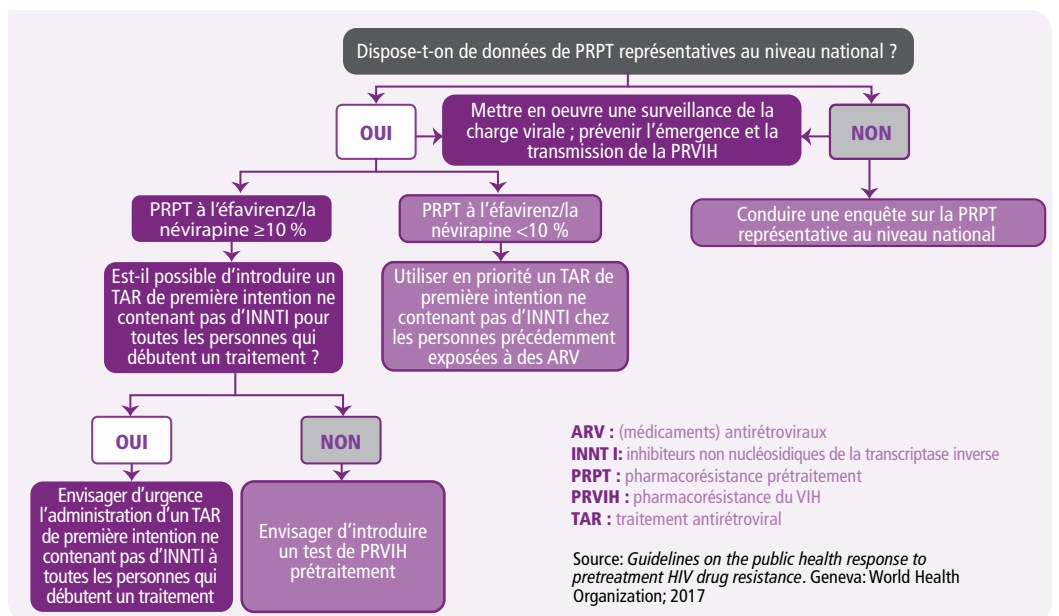 Dispose-t-on de données de PRPT représentatives au niveau national ?
OUI
Mettre en oeuvre une surveillance de la
charge virale ; prévenir l'émergence et la
transmission de la PRVIH
NON
PRPT à l'éfavirenz/la
névirapine ≥10 %
PRPT à l'éfavirenz/la
névirapine <10 %
Conduire une enquête sur la PRPT
représentative au niveau national
Est-il possible d'introduire un
TAR de première intention ne
contenant pas d'INNTI pour
toutes les personnes qui
débutent un traitement ?
Utiliser en priorité un TAR de
première intention ne
contenant pas d'INNTI chez
les personnes précédemment
exposées à des ARV
OUI
NON
Envisager d'urgence
l'administration d'un TAR
de première intention ne
contenant pas d'INNTI à
toutes les personnes qui
débutent un traitement
Envisager d'introduire
un test de PRVIH
prétraitement
ARV : (médicaments) antirétroviraux
INNT I: inhibiteurs non nucléosidiques de la transcriptase inverse
PRPT : pharmacorésistance prétraitement
PRVIH : pharmacorésistance du VIH
TAR : traitement antirétroviral
Source: Guidelines on the public health response to
pretreatment HIV drug resistance. Geneva: World Health
Organization; 2017